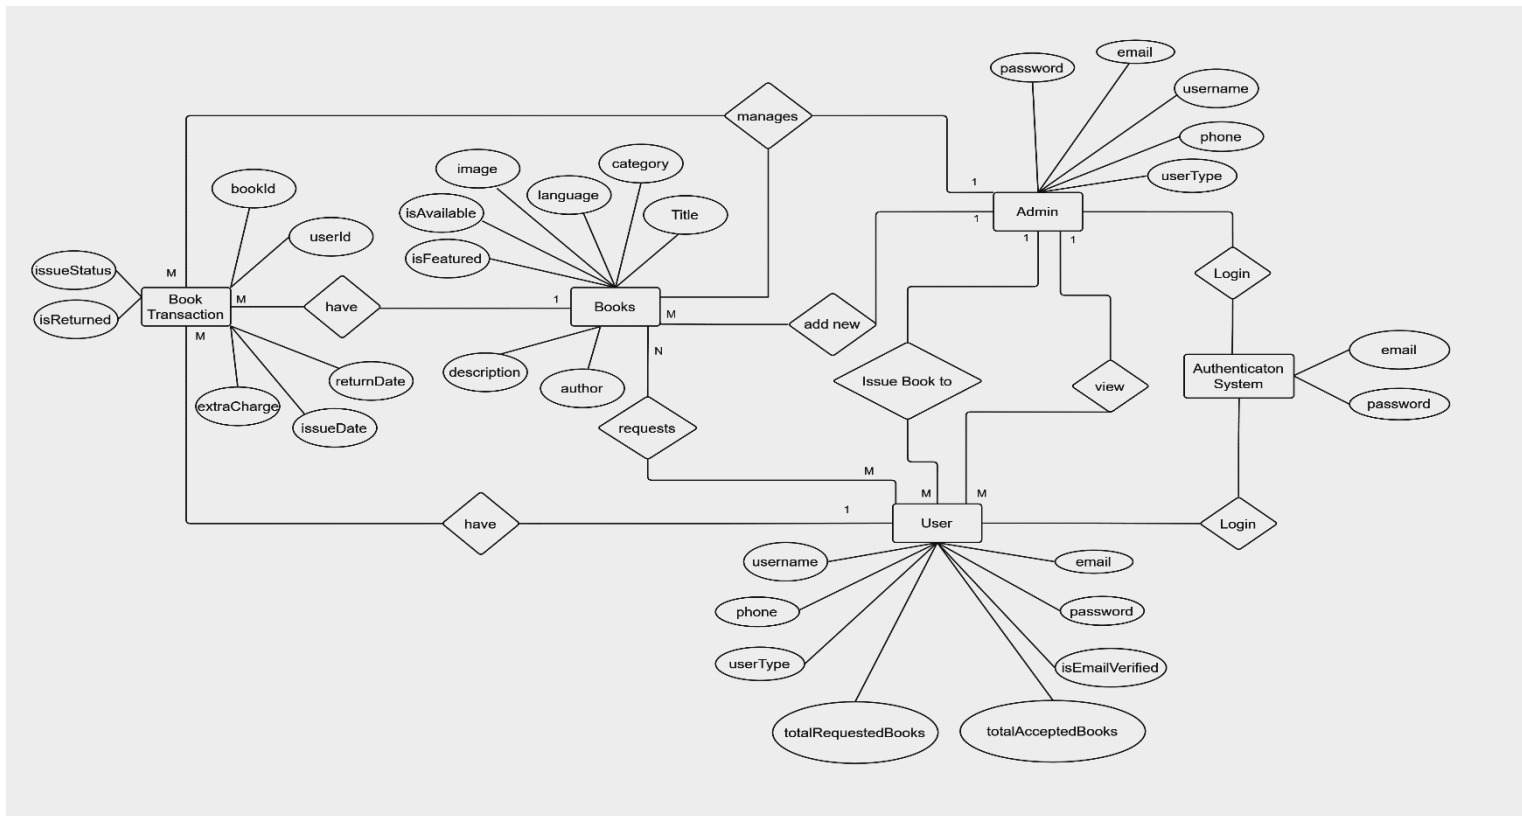 email
password
username
manages
phone
category
image
userType
1
bookId
language
isAvailable
Title
Admin
1
userId
1
1
isFeatured
issueStatus
M
Login
Book
Transaction
M
have
1
Books
M
isReturned
add new
M
N
email
description
returnDate
Authenticaton
System
Issue Book to
view
author
extraCharge
password
issueDate
requests
M
M
M
1
have
User
Login
username
email
phone
password
userType
isEmailVerified
totalRequestedBooks
totalAcceptedBooks